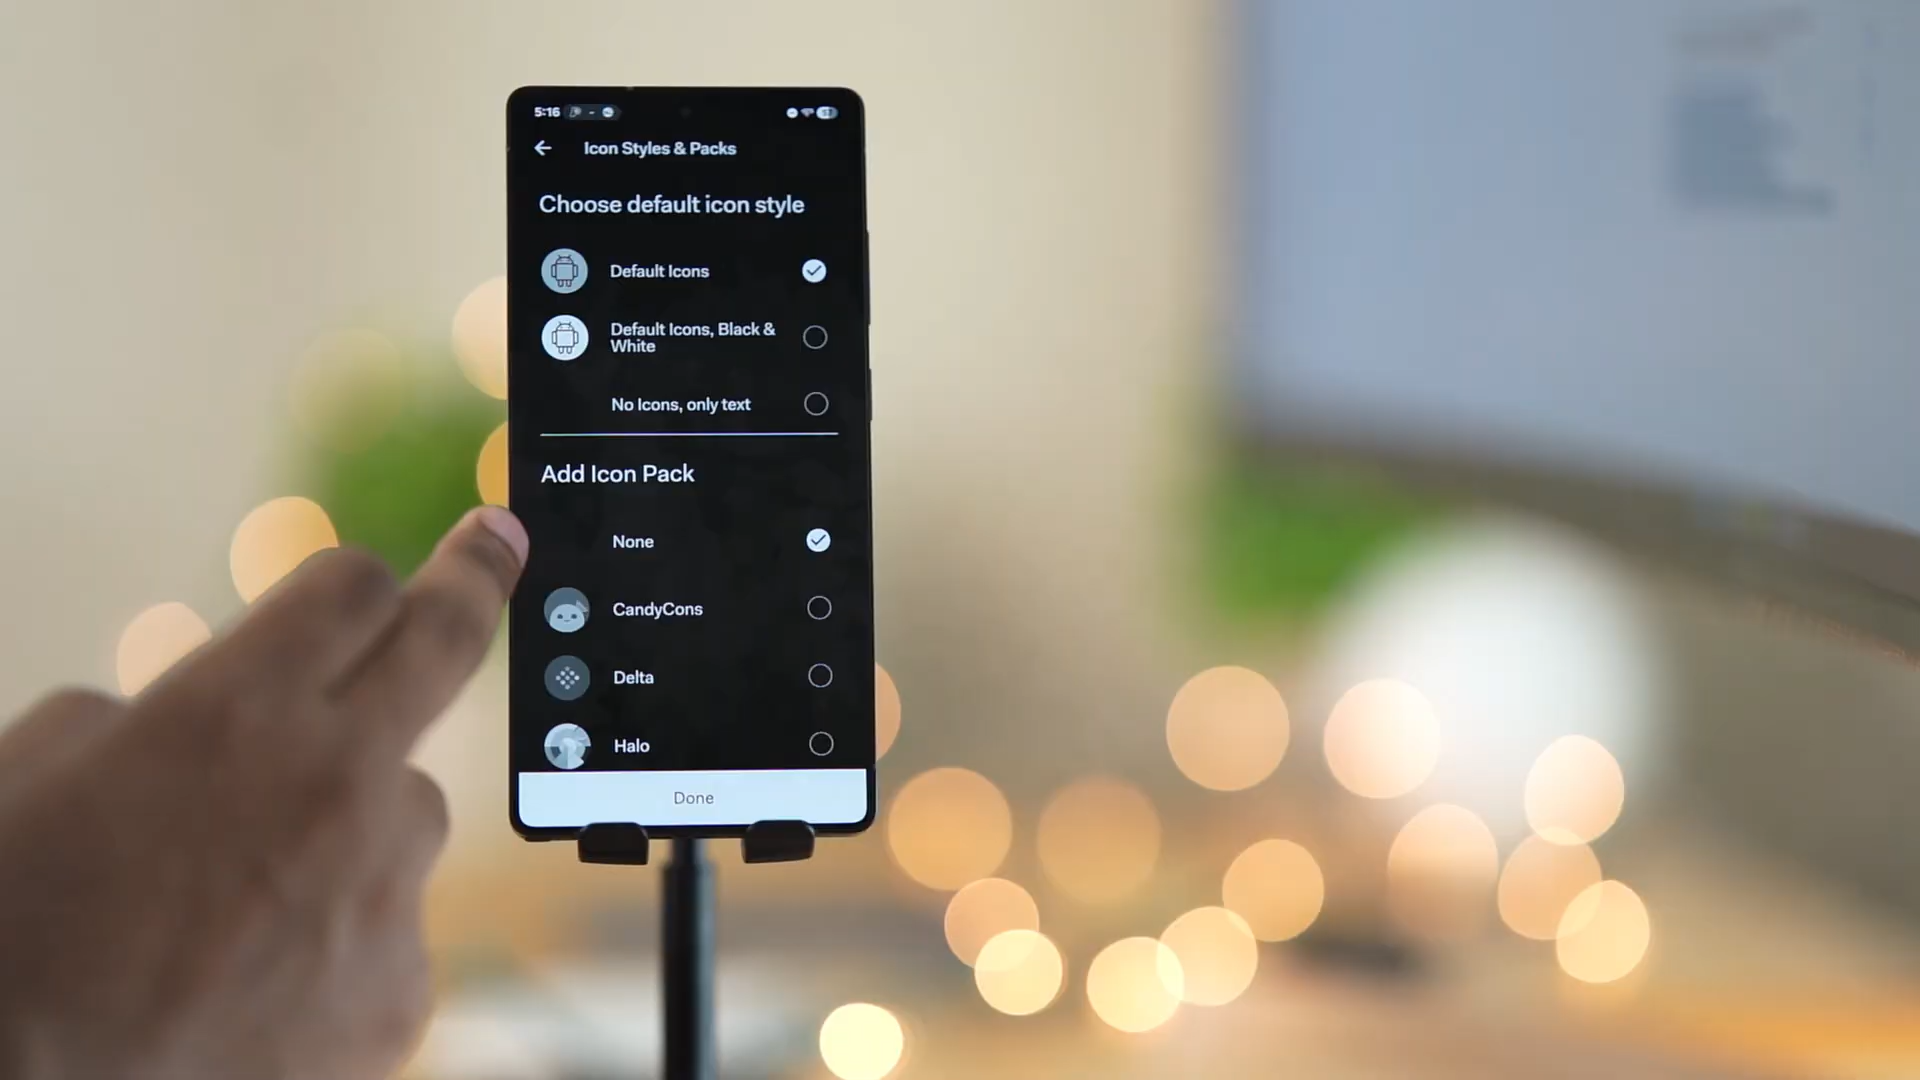 5:16
Icon Styles & Packs
Choose default icon style
Default Icons
Default Icons, Black &
White
No Icons, only text
Add Icon Pack
None
CandyCons
Delta
Halo
Done